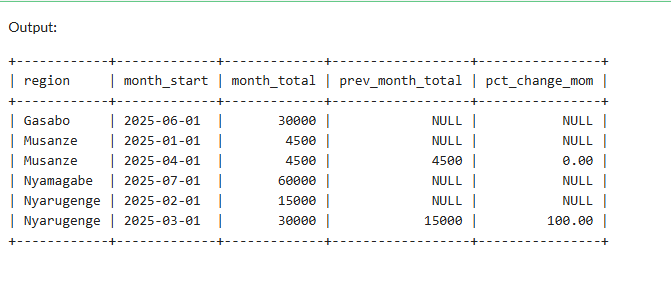 Output:
+------------+-------------+-------------+------------------+----------------+
| region     | month_start | month_total | prev_month_total | pct_change_mom |
+------------+-------------+-------------+------------------+----------------+
| Gasabo     | 2025-06-01  |       30000 |             NULL |           NULL |
| Musanze    | 2025-01-01  |        4500 |             NULL |           NULL |
| Musanze    | 2025-04-01  |        4500 |             4500 |           0.00 |
| Nyamagabe  | 2025-07-01  |       60000 |             NULL |           NULL |
| Nyarugenge | 2025-02-01  |       15000 |             NULL |           NULL |
| Nyarugenge | 2025-03-01  |       30000 |            15000 |         100.00 |
+------------+-------------+-------------+------------------+----------------+